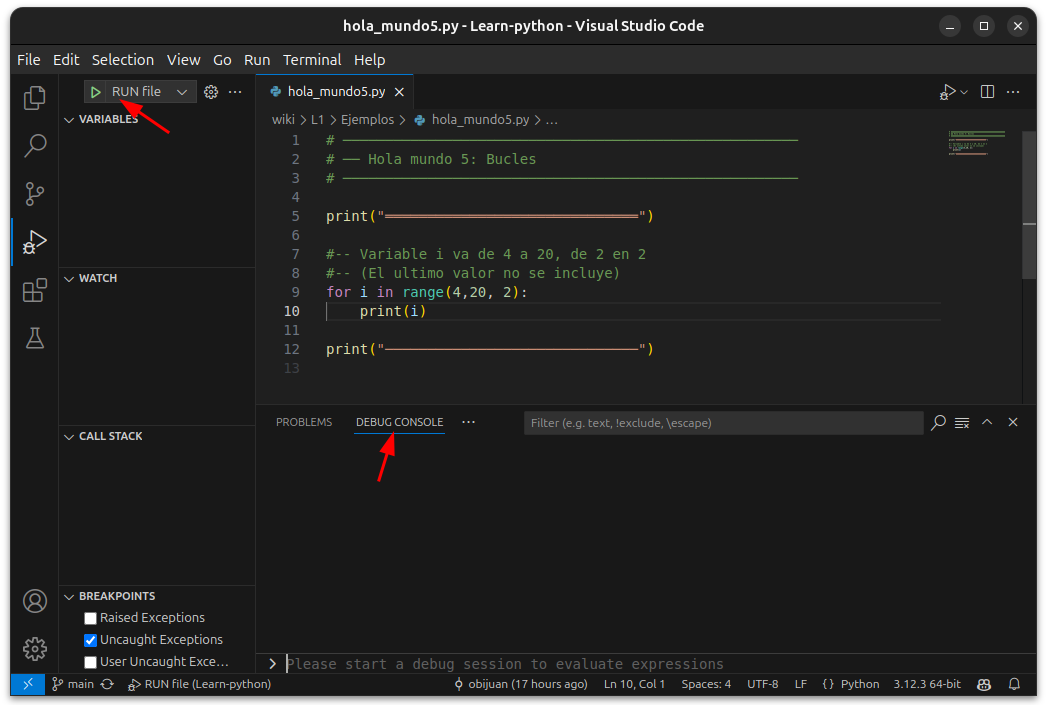 hola_mundo5.py - Learn-python - Visual Studio Code
File Edit Selection View Go Run Terminal Help
RUN file
VARIABLES
WATCH
CALL STACK
BREAKPOINTS
Raised Exceptions
Uncaught Exceptions
User Uncaught Exce...
hola_mundo5.py
wiki > L1 > Ejemplos > hola_mundo5.py > ...
1 # ──────────────────────────────────────
2 # ── Hola mundo 5: Bucles
3 # ──────────────────────────────────────
4
5 print("══════════════════════════════")
6
7 #-- Variable i va de 4 a 20, de 2 en 2
8 #-- (El ultimo valor no se incluye)
9 for i in range(4,20, 2):
10     print(i)
11
12 print("──────────────────────────────")
13
PROBLEMS DEBUG CONSOLE ··· Filter (e.g. text, !exclude, \escape)
> Please start a debug session to evaluate expressions
main RUN file (Learn-python) obijuan (17 hours ago) Ln 10, Col 1 Spaces: 4 UTF-8 LF {} Python 3.12.3 64-bit